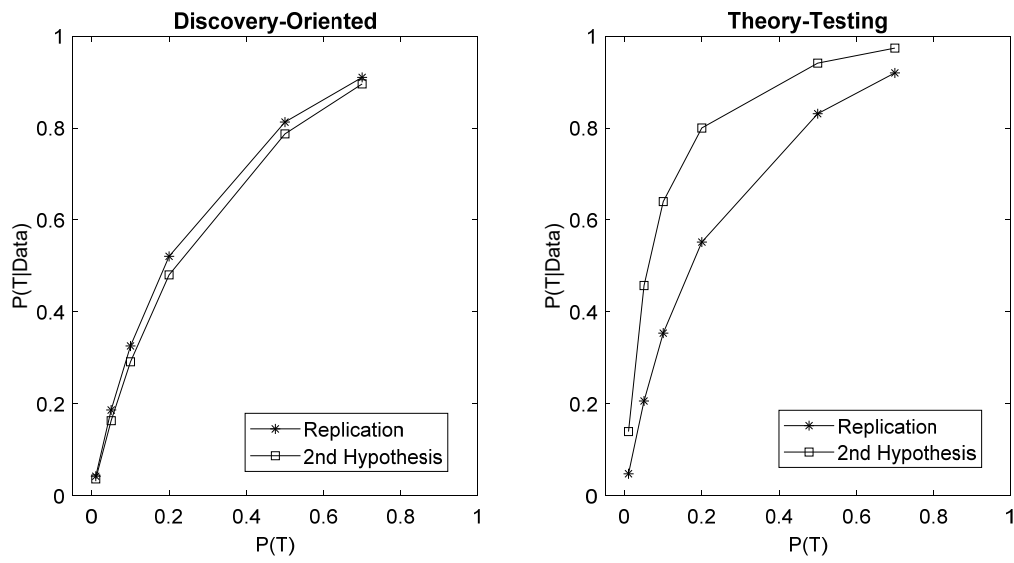 Discovery-Oriented
1
0.8
0.6
0.4
0.2
0
P(T|Data)
0
0.2
0.4
0.6
0.8
1
P(T)
Replication
2nd Hypothesis
Theory-Testing
1
0.8
0.6
0.4
0.2
0
P(T|Data)
0
0.2
0.4
0.6
0.8
1
P(T)
Replication
2nd Hypothesis